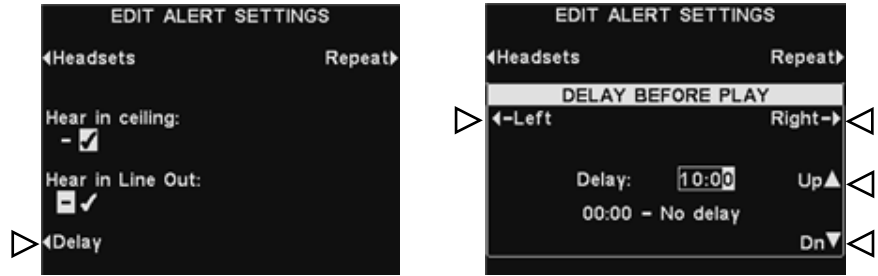 EDIT ALERT SETTINGS
Headsets Repeat
Hear in ceiling:
- ✓
Hear in Line Out:
- ✓
Delay
EDIT ALERT SETTINGS
Headsets Repeat
DELAY BEFORE PLAY
-Left Right-
Delay: 10:00 Up
00:00 - No delay
Dn